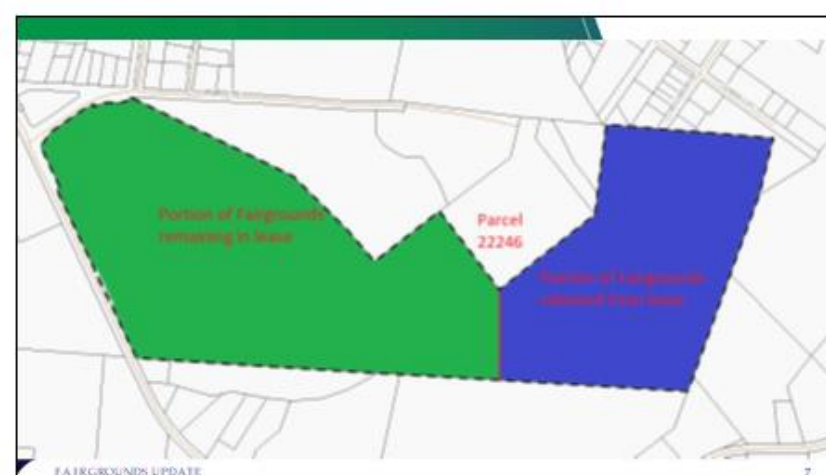 Portion of Fairgrounds
remaining in lease
Parcel
22246
Portion of Fairgrounds
released from lease
FAIRGROUNDS UPDATE
7